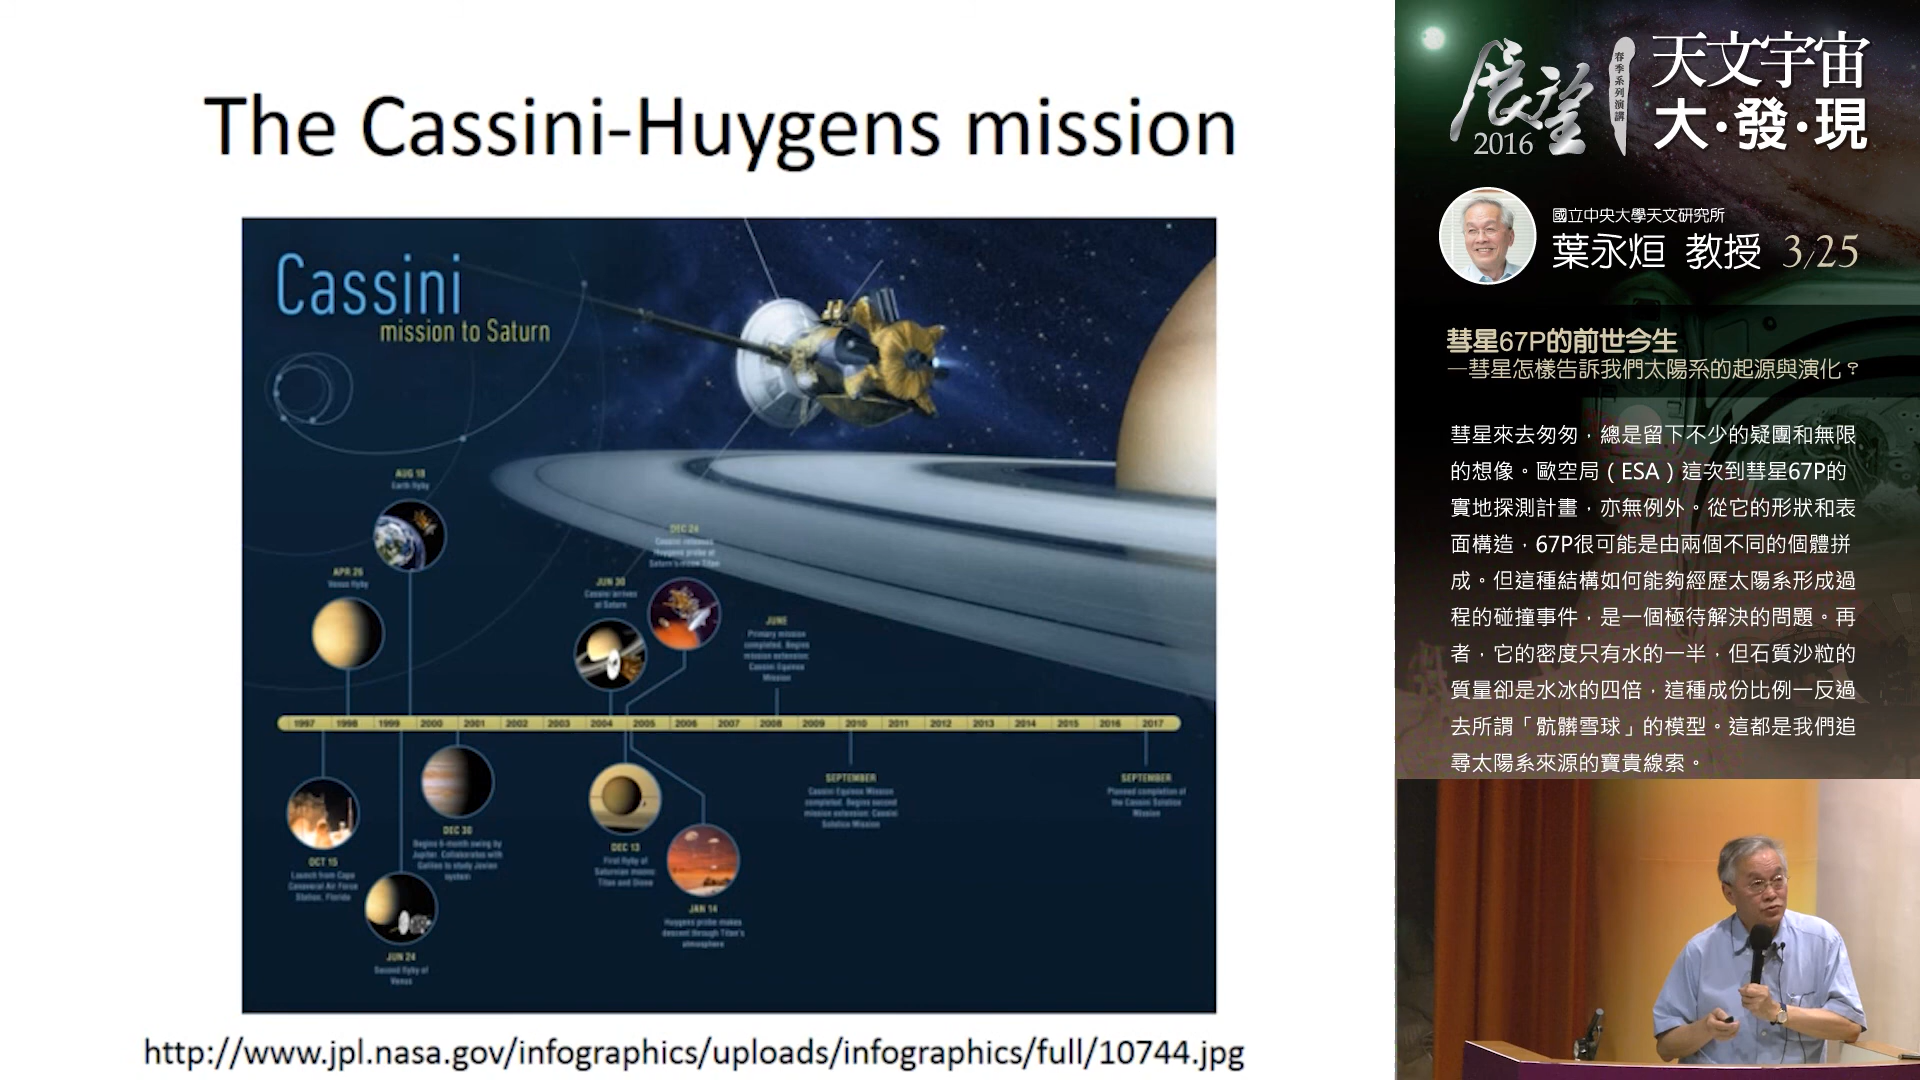 The Cassini-Huygens mission
Cassini
mission to Saturn
AUG 18
Earth flyby
APR 26
Venus flyby
DEC 24
Cassini releases
Huygens probe at
Saturn's moon Titan
JUN 30
Cassini arrives
at Saturn
JUNE
Primary mission
completed. Begins
mission extension:
Cassini Equinox
Mission
1997 1998 1999 2000 2001 2002 2003 2004 2005 2006 2007 2008 2009 2010 2011 2012 2013 2014 2015 2016 2017
OCT 15
Launch from Cape
Canaveral Air Force
Station, Florida
DEC 30
Begins 6-month swing by
Jupiter. Collaborates with
Galileo to study Jovian
system
JUN 24
Second flyby of
Venus
DEC 13
First flyby of
Saturnian moons
Titan and Dione
JAN 14
Huygens probe makes
descent through Titan's
atmosphere
SEPTEMBER
Cassini Equinox Mission
completed. Begins second
mission extension: Cassini
Solstice Mission
SEPTEMBER
Planned completion of
the Cassini Solstice
Mission
http://www.jpl.nasa.gov/infographics/uploads/infographics/full/10744.jpg
展望
2016
春季系列演講
天文宇宙
大·發·現
國立中央大學天文研究所
葉永烜 教授 3/25
彗星67P的前世今生
—彗星怎樣告訴我們太陽系的起源與演化？
彗星來去匆匆，總是留下不少的疑團和無限
的想像。歐空局（ESA）這次到彗星67P的
實地探測計畫，亦無例外。從它的形狀和表
面構造，67P很可能是由兩個不同的個體拼
成。但這種結構如何能夠經歷太陽系形成過
程的碰撞事件，是一個極待解決的問題。再
者，它的密度只有水的一半，但石質沙粒的
質量卻是水冰的四倍，這種成份比例一反過
去所謂「骯髒雪球」的模型。這都是我們追
尋太陽系來源的寶貴線索。